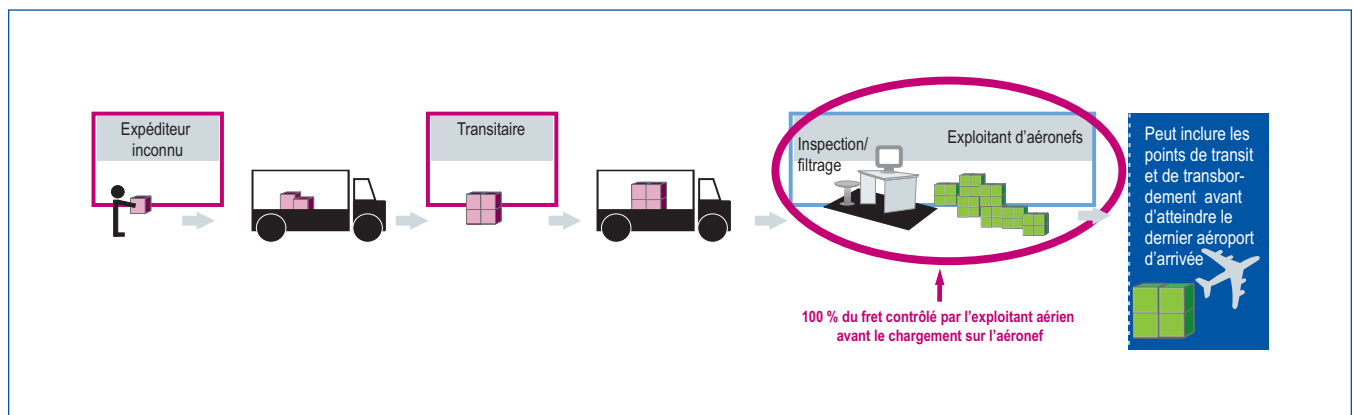 Expéditeur
inconnu
Transitaire
Inspection/
filtrage
Exploitant d'aéronefs
100 % du fret contrôlé par l'exploitant aérien
avant le chargement sur l'aéronef
Peut inclure les
points de transit
et de transbor-
dement avant
d'atteindre le
dernier aéroport
d'arrivée